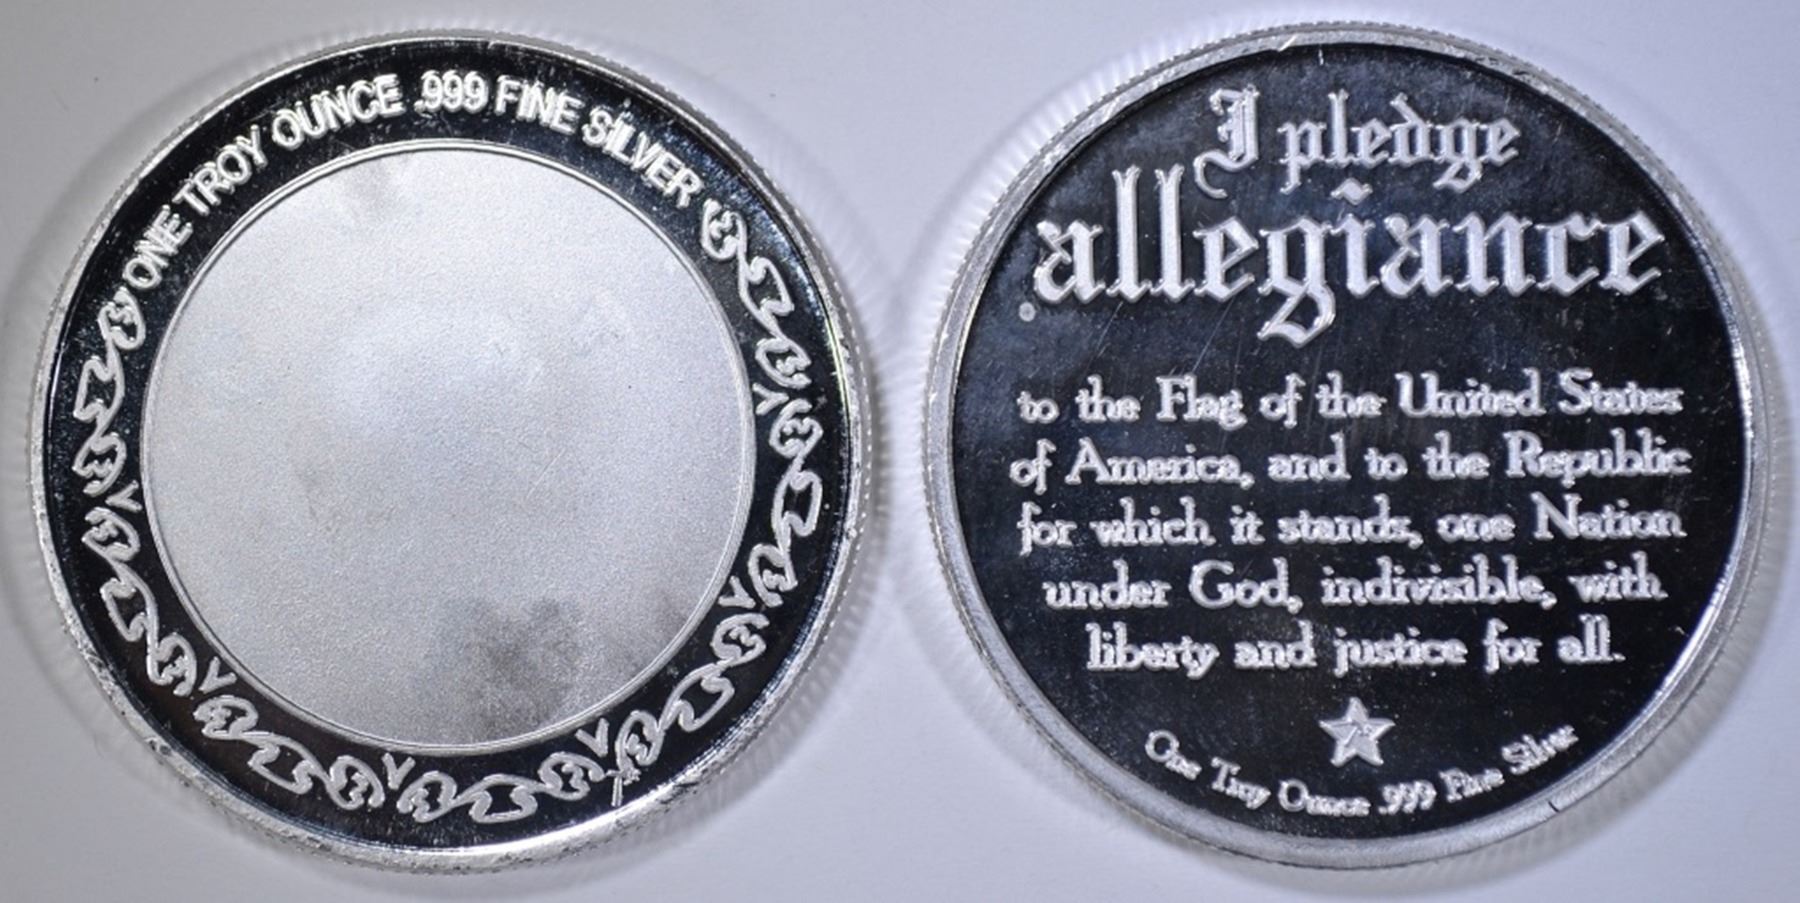 ONE TROY OUNCE .999 FINE SILVER
I pledge
allegiance
to the Flag of the United States
of America, and to the Republic
for which it stands, one Nation
under God, indivisible, with
liberty and justice for all.
One Troy Ounce .999 Fine Silver